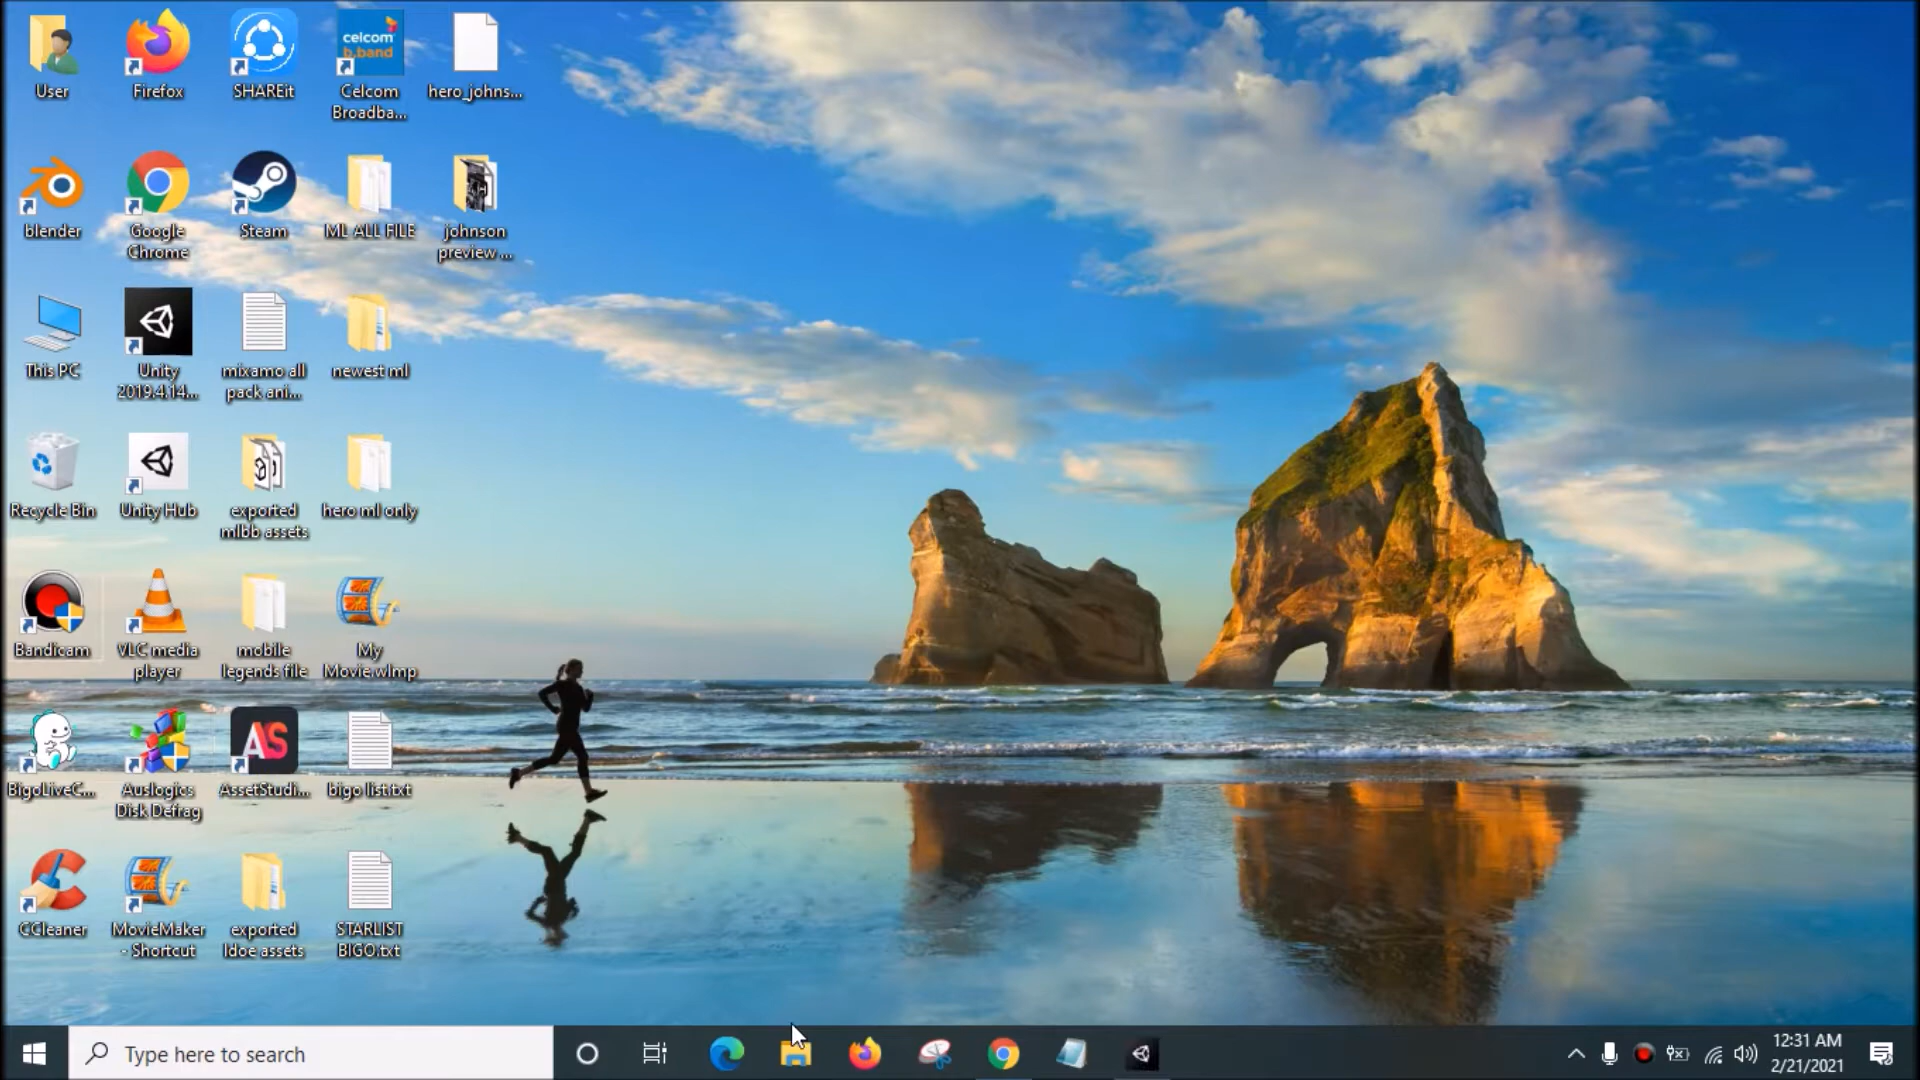 User
Firefox
SHAREit
celcom
b.band
Celcom
Broadba...
hero_johns...
blender
Google
Chrome
Steam
ML ALL FILE
johnson
preview ...
This PC
Unity
2019.4.14...
mixamo all
pack ani...
newest ml
Recycle Bin
Unity Hub
exported
mlbb assets
hero ml only
Bandicam
VLC media
player
mobile
legends file
My
Movie.wlmp
BigoLiveC...
Auslogics
Disk Defrag
AS
AssetStudi...
bigo list.txt
CCleaner
MovieMaker
- Shortcut
exported
ldoe assets
STARLIST
BIGO.txt
Type here to search
12:31 AM
2/21/2021